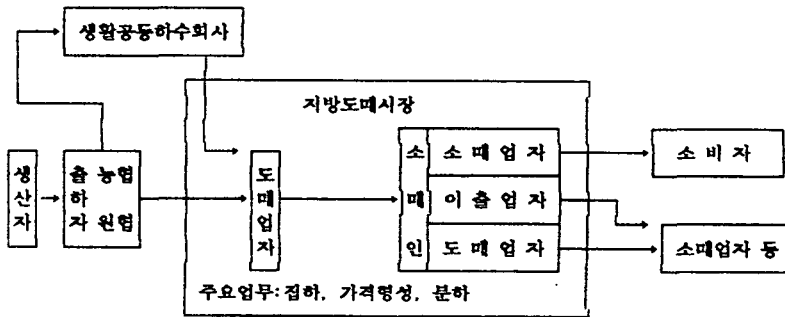 생활공동하수회사
지방도매시장
생산자
출하자
농협
원협
도매업자
소매인
소매업자
이출업자
도매업자
소비자
소매업자 등
주요업무: 집하, 가격형성, 분하